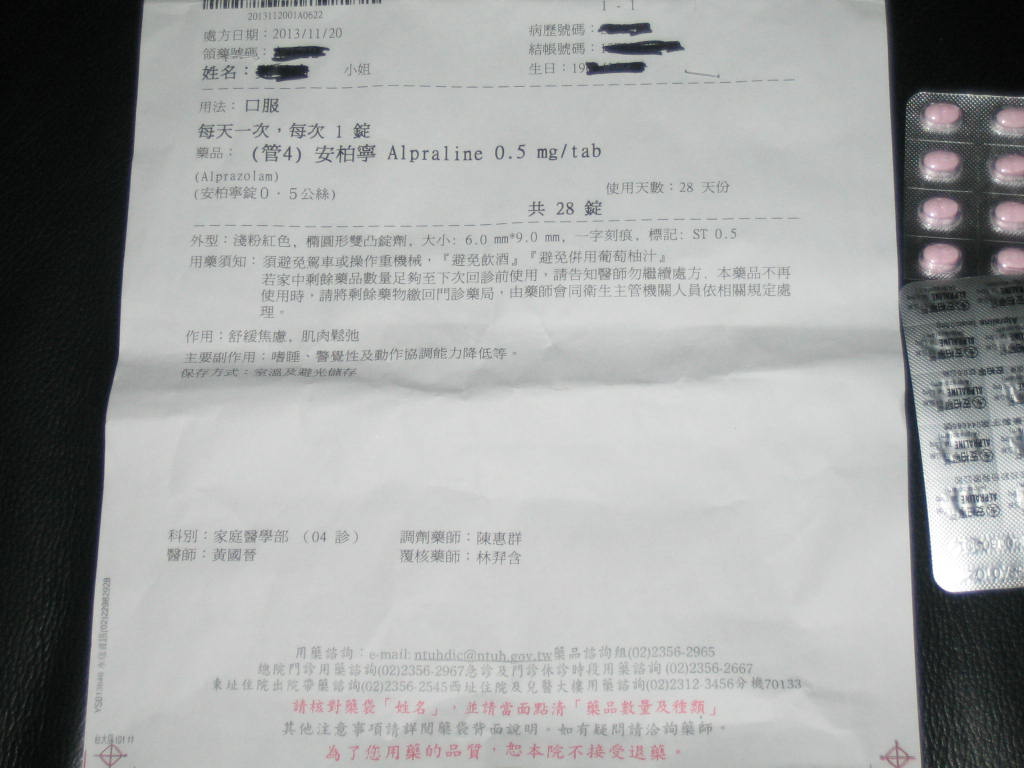 2013112001A0622
1 - 1
處方日期：2013/11/20
病歷號碼：
領藥號碼：
結帳號碼：
姓名： 小姐
生日：19
用法：口服
每天一次，每次 1 錠
藥品： (管4) 安柏寧 Alpraline 0.5 mg/tab
(Alprazolam)
(安柏寧錠０．５公絲)
使用天數：28 天份
共 28 錠
外型：淺粉紅色, 橢圓形雙凸錠劑, 大小: 6.0 mm*9.0 mm, 一字刻痕, 標記: ST 0.5
用藥須知：須避免駕車或操作重機械，『避免飲酒』『避免併用葡萄柚汁』
若家中剩餘藥品數量足夠至下次回診前使用，請告知醫師勿繼續處方. 本藥品不再
使用時，請將剩餘藥物繳回門診藥局，由藥師會同衛生主管機關人員依相關規定處
理。
作用：舒緩焦慮, 肌肉鬆弛
主要副作用：嗜睡、警覺性及動作協調能力降低等。
保存方式：室溫及避光儲存
科別：家庭醫學部 （04 診）
調劑藥師：陳惠群
醫師：黃國晉
覆核藥師：林羿含
用藥諮詢：e-mail: ntuhdic@ntuh.gov.tw藥品諮詢組(02)2356-2965
總院門診用藥諮詢(02)2356-2967急診及門診休診時段用藥諮詢 (02)2356-2667
東址住院出院帶藥諮詢(02)2356-2545西址住院及兒醫大樓用藥諮詢(02)2312-3456分機70133
請核對藥袋「姓名」，並請當面點清「藥品數量及種類」
其他注意事項請詳閱藥袋背面說明。如有疑問請洽詢藥師。
為了您用藥的品質，恕本院不接受退藥。
安柏寧
ALPRALINE
安柏寧
ALPRALINE
安柏寧
ALPRALINE